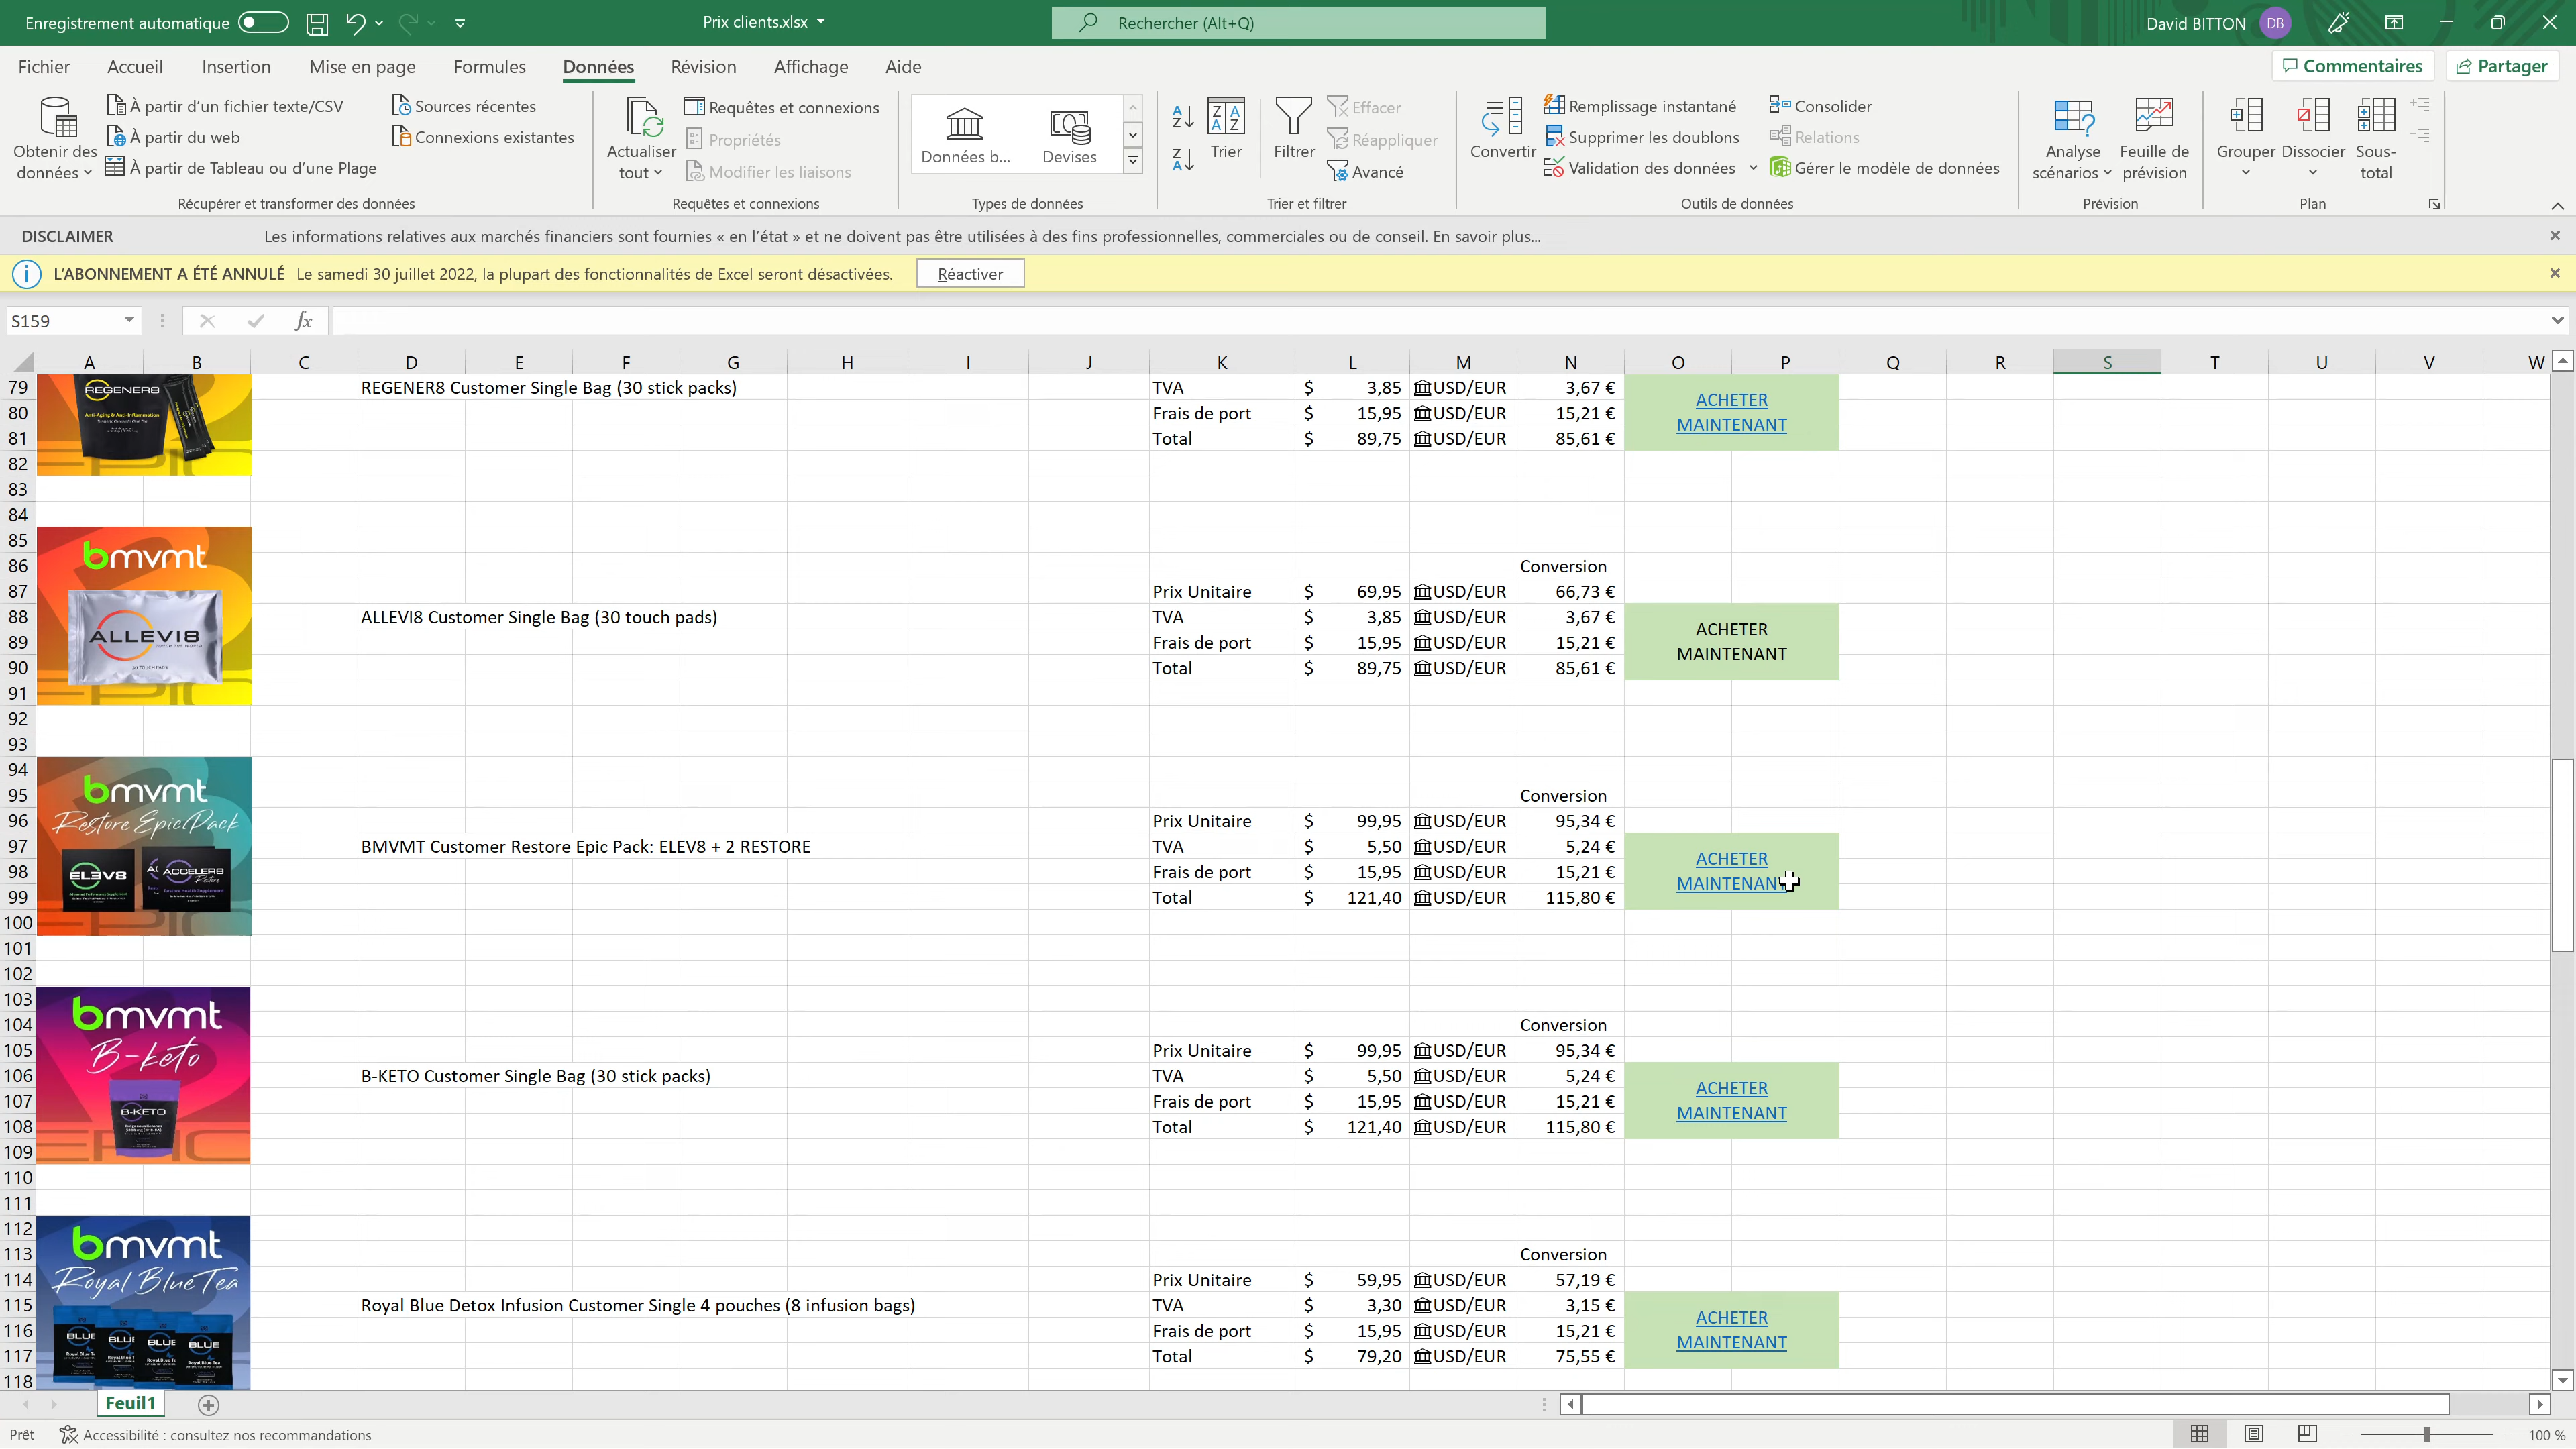 Enregistrement automatique
Prix clients.xlsx
Rechercher (Alt+Q)
David BITTON DB
Fichier Accueil Insertion Mise en page Formules Données Révision Affichage Aide
Commentaires Partager
Obtenir des données
À partir d'un fichier texte/CSV
À partir du web
À partir de Tableau ou d'une Plage
Sources récentes
Connexions existantes
Récupérer et transformer des données
Actualiser tout
Requêtes et connexions
Propriétés
Modifier les liaisons
Requêtes et connexions
Données b... Devises
Types de données
Trier
Filtrer
Effacer
Réappliquer
Avancé
Trier et filtrer
Convertir
Remplissage instantané
Supprimer les doublons
Validation des données
Consolider
Relations
Gérer le modèle de données
Outils de données
Analyse scénarios
Feuille de prévision
Prévision
Grouper Dissocier Sous-total
Plan
DISCLAIMER Les informations relatives aux marchés financiers sont fournies « en l'état » et ne doivent pas être utilisées à des fins professionnelles, commerciales ou de conseil. En savoir plus...
L'ABONNEMENT A ÉTÉ ANNULÉ Le samedi 30 juillet 2022, la plupart des fonctionnalités de Excel seront désactivées. Réactiver
S159 fx
A B C D E F G H I J K L M N O P Q R S T U V W
79 REGENER8 REGENER8 Customer Single Bag (30 stick packs) TVA $ 3,85 USD/EUR 3,67 €
ACHETER
80 Frais de port $ 15,95 USD/EUR 15,21 €
MAINTENANT
81 Total $ 89,75 USD/EUR 85,61 €
82
83
84
85
bmvmt
86 Conversion
87 Prix Unitaire $ 69,95 USD/EUR 66,73 €
88 ALLEVI8 Customer Single Bag (30 touch pads) TVA $ 3,85 USD/EUR 3,67 €
ALLEVI8
ACHETER
89 Frais de port $ 15,95 USD/EUR 15,21 €
MAINTENANT
90 Total $ 89,75 USD/EUR 85,61 €
91
92
93
94
bmvmt
95 Conversion
96 Restore Epic Pack Prix Unitaire $ 99,95 USD/EUR 95,34 €
97 BMVMT Customer Restore Epic Pack: ELEV8 + 2 RESTORE TVA $ 5,50 USD/EUR 5,24 €
ACHETER
98 EL3V8 ACCELER8 Restore Frais de port $ 15,95 USD/EUR 15,21 €
MAINTENANT
99 Total $ 121,40 USD/EUR 115,80 €
100
101
102
103
bmvmt
104 Conversion
105 B-keto Prix Unitaire $ 99,95 USD/EUR 95,34 €
106 B-KETO Customer Single Bag (30 stick packs) TVA $ 5,50 USD/EUR 5,24 €
ACHETER
107 B-KETO Frais de port $ 15,95 USD/EUR 15,21 €
MAINTENANT
108 Total $ 121,40 USD/EUR 115,80 €
109
110
111
112
bmvmt
113 Conversion
114 Royal Blue Tea Prix Unitaire $ 59,95 USD/EUR 57,19 €
115 Royal Blue Detox Infusion Customer Single 4 pouches (8 infusion bags) TVA $ 3,30 USD/EUR 3,15 €
ACHETER
116 BLUE Frais de port $ 15,95 USD/EUR 15,21 €
MAINTENANT
117 Total $ 79,20 USD/EUR 75,55 €
118
Feuil1
Prêt Accessibilité : consultez nos recommandations 100 %